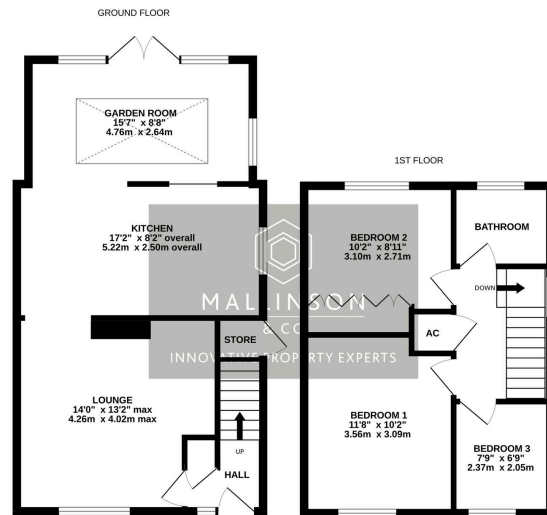 GROUND FLOOR
GARDEN ROOM
15'7" x 8'8"
4.76m x 2.64m
KITCHEN
17'2" x 8'2" overall
5.22m x 2.50m overall
STORE
LOUNGE
14'0" x 13'2" max
4.26m x 4.02m max
UP
HALL
1ST FLOOR
BATHROOM
BEDROOM 2
10'2" x 8'11"
3.10m x 2.71m
DOWN
AC
BEDROOM 1
11'8" x 10'2"
3.56m x 3.09m
BEDROOM 3
7'9" x 6'9"
2.37m x 2.05m
MALLINSON
& CO
INNOVATIVE PROPERTY EXPERTS